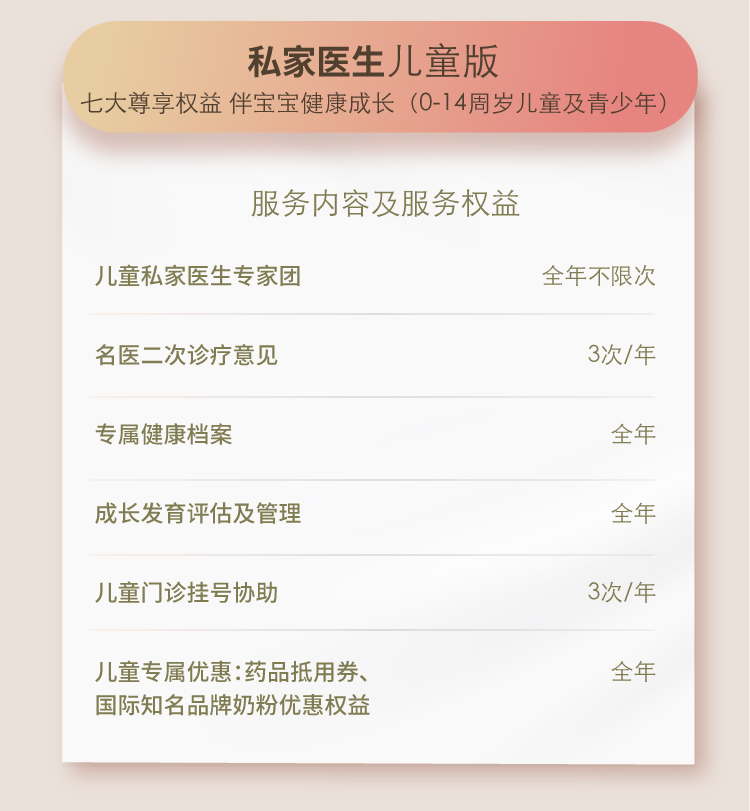 私家医生儿童版
七大尊享权益 伴宝宝健康成长（0-14周岁儿童及青少年）
服务内容及服务权益
儿童私家医生专家团 全年不限次
名医二次诊疗意见 3次/年
专属健康档案 全年
成长发育评估及管理 全年
儿童门诊挂号协助 3次/年
儿童专属优惠：药品抵用券、 全年
国际知名品牌奶粉优惠权益